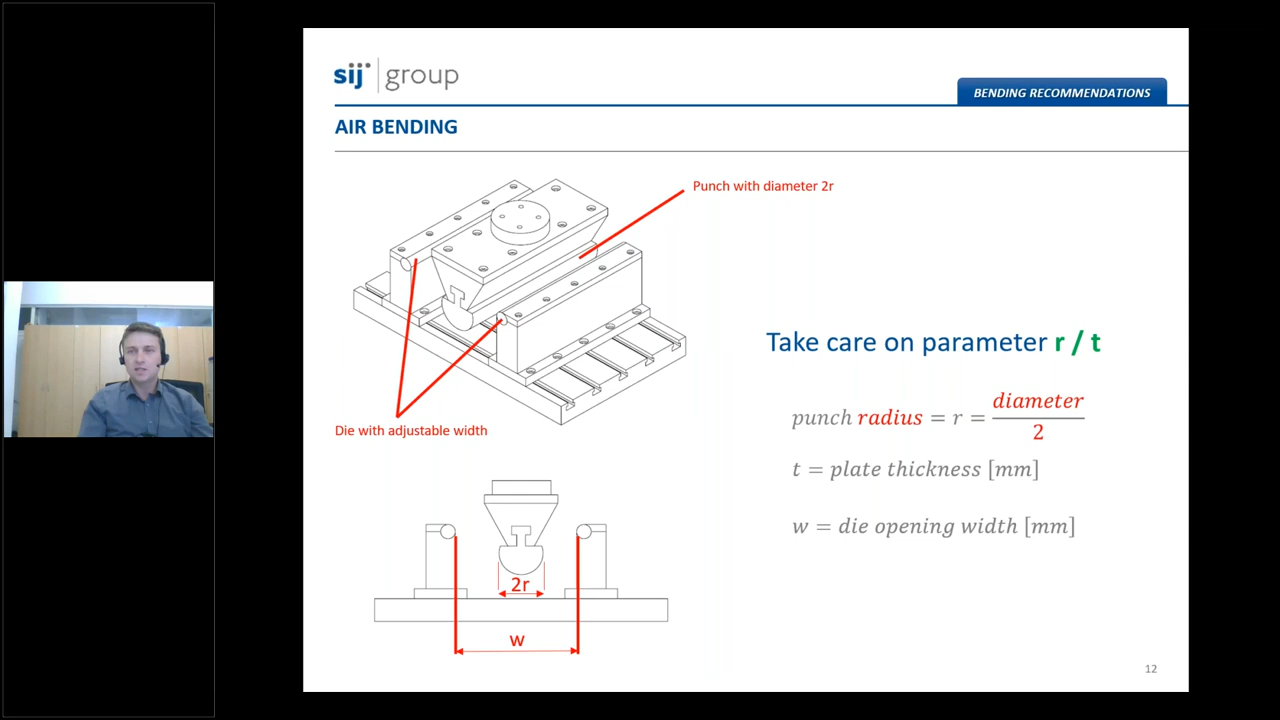 sij group
BENDING RECOMMENDATIONS
AIR BENDING
Punch with diameter 2r
Die with adjustable width
2r
w
Take care on parameter r / t
punch radius = r = diameter / 2
t = plate thickness [mm]
w = die opening width [mm]
12